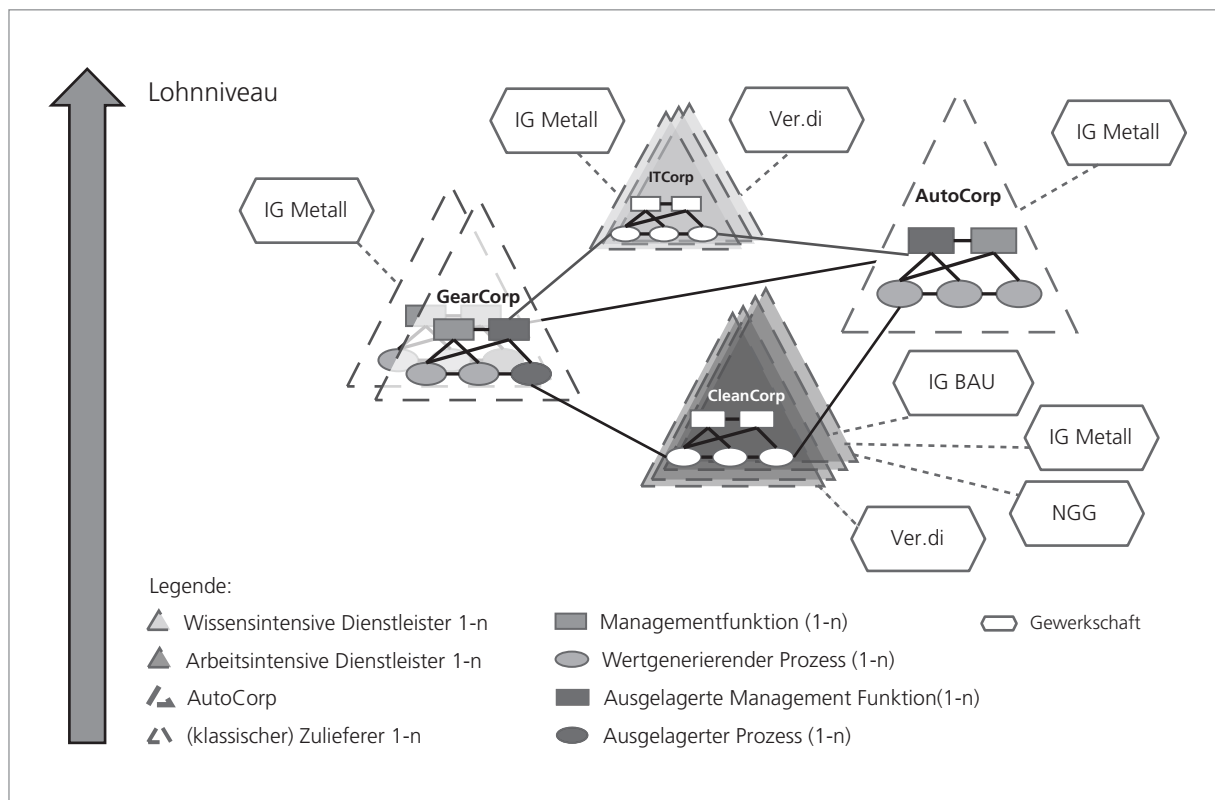 Lohnniveau
IG Metall
Ver.di
IG Metall
ITCorp
IG Metall
AutoCorp
GearCorp
CleanCorp
IG BAU
IG Metall
NGG
Ver.di
Legende:
Wissensintensive Dienstleister 1-n
Arbeitsintensive Dienstleister 1-n
AutoCorp
(klassischer) Zulieferer 1-n
Managementfunktion (1-n)
Wertgenerierender Prozess (1-n)
Ausgelagerte Management Funktion(1-n)
Ausgelagerter Prozess (1-n)
Gewerkschaft